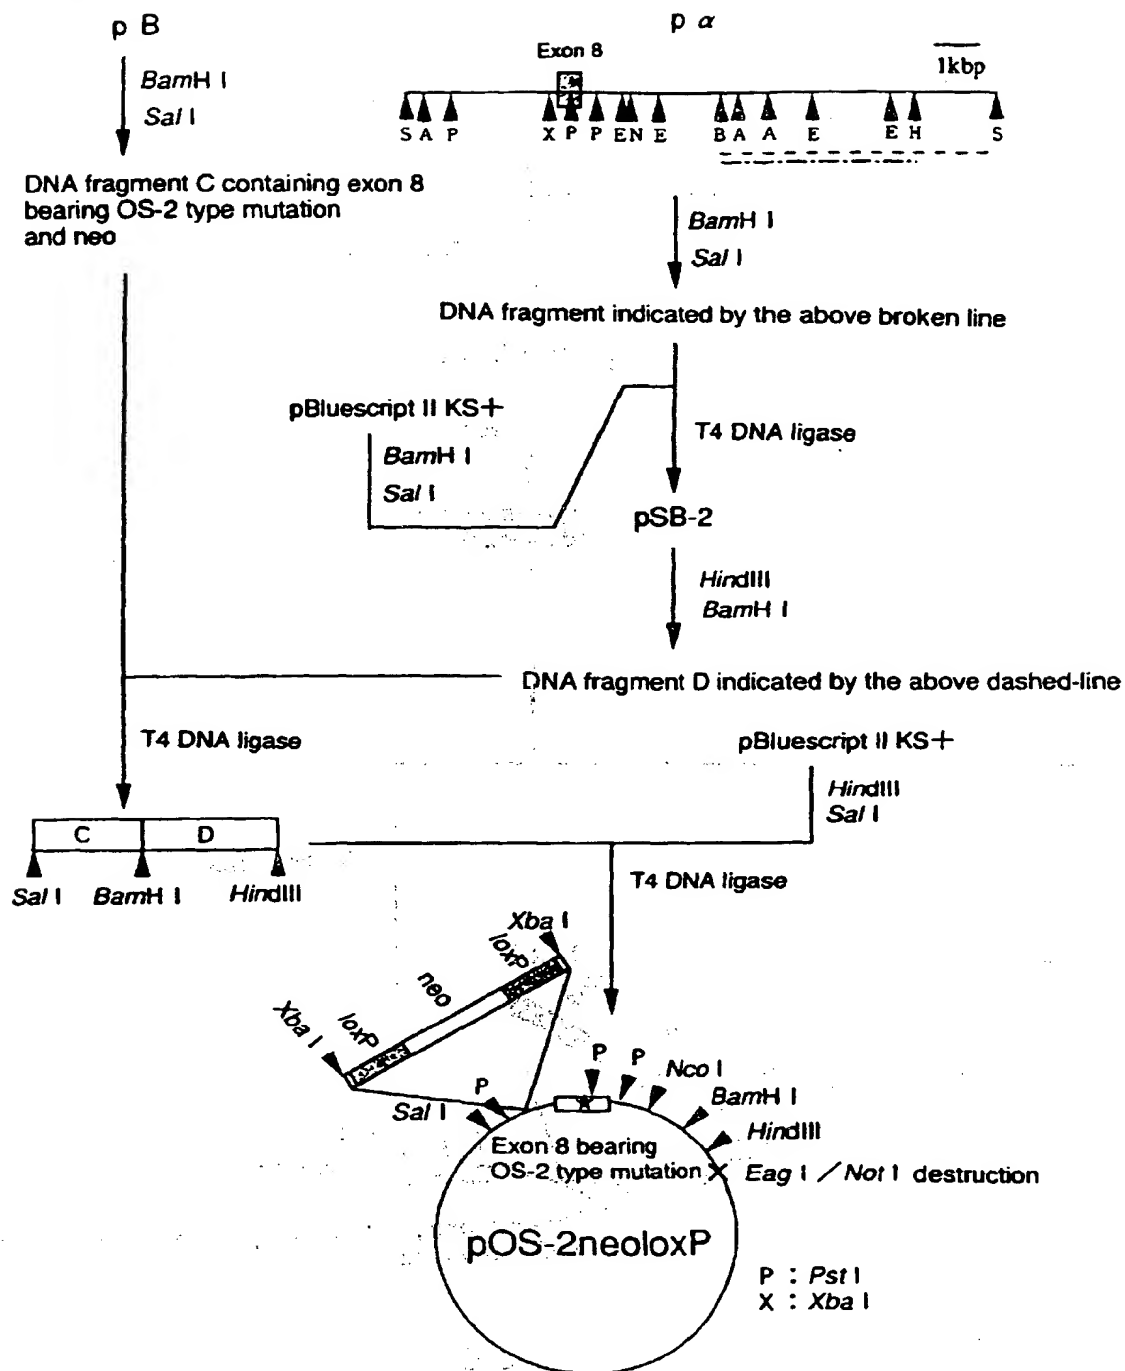 p B
p α
BamH I
Sal I
Exon 8
1kbp
S A P X P P E N E B A A E E H S
DNA fragment C containing exon 8
bearing OS-2 type mutation
and neo
BamH I
Sal I
DNA fragment indicated by the above broken line
pBluescript II KS+
BamH I
Sal I
T4 DNA ligase
pSB-2
HindIII
BamH I
DNA fragment D indicated by the above dashed-line
T4 DNA ligase
pBluescript II KS+
HindIII
Sal I
C D
Sal I BamH I HindIII
T4 DNA ligase
Xba I
loxP
neo
loxP
Xba I
Sal I
P
P
P
Nco I
BamH I
HindIII
Exon 8 bearing
OS-2 type mutation
Eag I / Not I destruction
pOS-2neoloxP
P : Pst I
X : Xba I